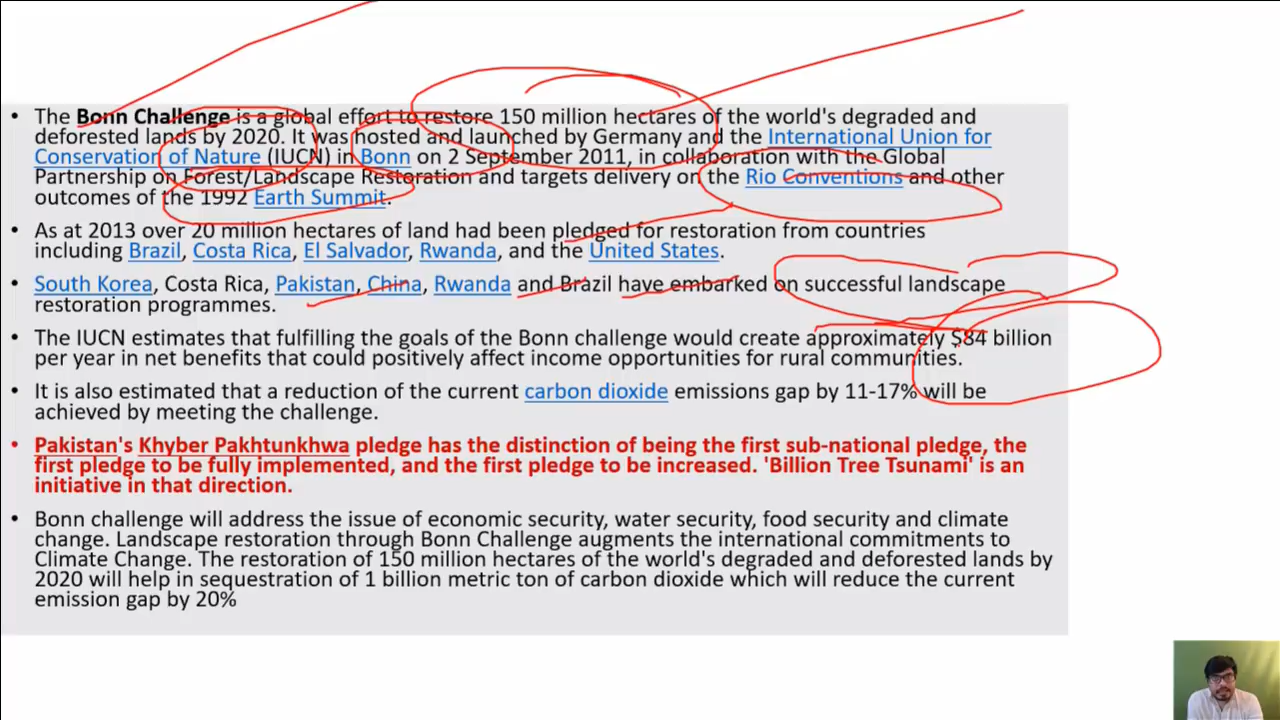 • The Bonn Challenge is a global effort to restore 150 million hectares of the world's degraded and
deforested lands by 2020. It was hosted and launched by Germany and the International Union for
Conservation of Nature (IUCN) in Bonn on 2 September 2011, in collaboration with the Global
Partnership on Forest/Landscape Restoration and targets delivery on the Rio Conventions and other
outcomes of the 1992 Earth Summit.
• As at 2013 over 20 million hectares of land had been pledged for restoration from countries
including Brazil, Costa Rica, El Salvador, Rwanda, and the United States.
• South Korea, Costa Rica, Pakistan, China, Rwanda and Brazil have embarked on successful landscape
restoration programmes.
• The IUCN estimates that fulfilling the goals of the Bonn challenge would create approximately $84 billion
per year in net benefits that could positively affect income opportunities for rural communities.
• It is also estimated that a reduction of the current carbon dioxide emissions gap by 11-17% will be
achieved by meeting the challenge.
• Pakistan's Khyber Pakhtunkhwa pledge has the distinction of being the first sub-national pledge, the
first pledge to be fully implemented, and the first pledge to be increased. 'Billion Tree Tsunami' is an
initiative in that direction.
• Bonn challenge will address the issue of economic security, water security, food security and climate
change. Landscape restoration through Bonn Challenge augments the international commitments to
Climate Change. The restoration of 150 million hectares of the world's degraded and deforested lands by
2020 will help in sequestration of 1 billion metric ton of carbon dioxide which will reduce the current
emission gap by 20%